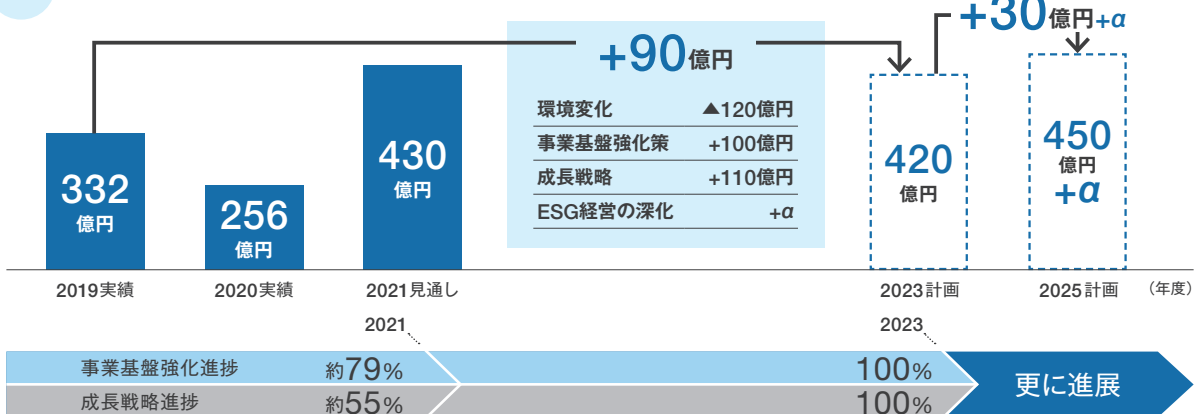 +30億円+α
+90億円
環境変化 ▲120億円
事業基盤強化策 +100億円
成長戦略 +110億円
ESG経営の深化 +α
332
億円
256
億円
430
億円
420
億円
450
億円
+α
2019実績 2020実績 2021見通し 2023計画 2025計画 (年度)
2021 2023
事業基盤強化進捗 約79% 100%
成長戦略進捗 約55% 100%
更に進展